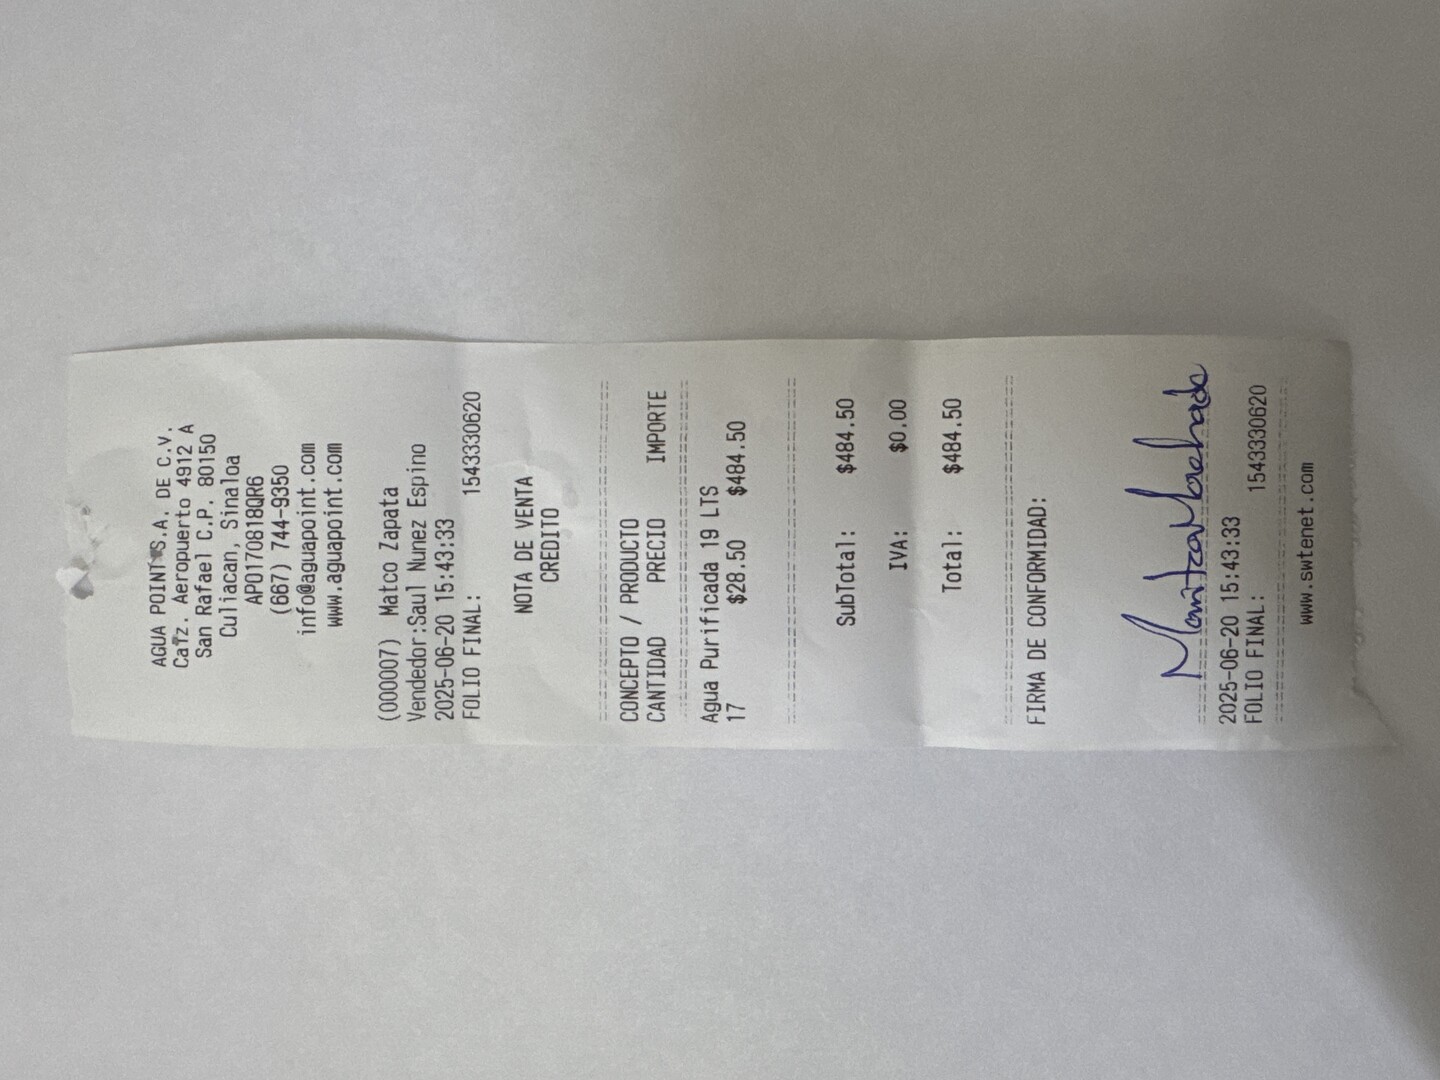 AGUA POINT S.A. DE C.V.
Calz. Aeropuerto 4912 A
San Rafael C.P. 80150
Culiacan, Sinaloa
APO170818QR6
(667) 744-9350
info@aguapoint.com
www.aguapoint.com
(000007) Matco Zapata
Vendedor:Saul Nunez Espino
2025-06-20 15:43:33
FOLIO FINAL: 1543330620
NOTA DE VENTA
CREDITO
CONCEPTO / PRODUCTO
CANTIDAD PRECIO IMPORTE
Agua Purificada 19 LTS
17 $28.50 $484.50
SubTotal: $484.50
IVA: $0.00
Total: $484.50
FIRMA DE CONFORMIDAD:
2025-06-20 15:43:33
FOLIO FINAL: 1543330620
www.swtenet.com